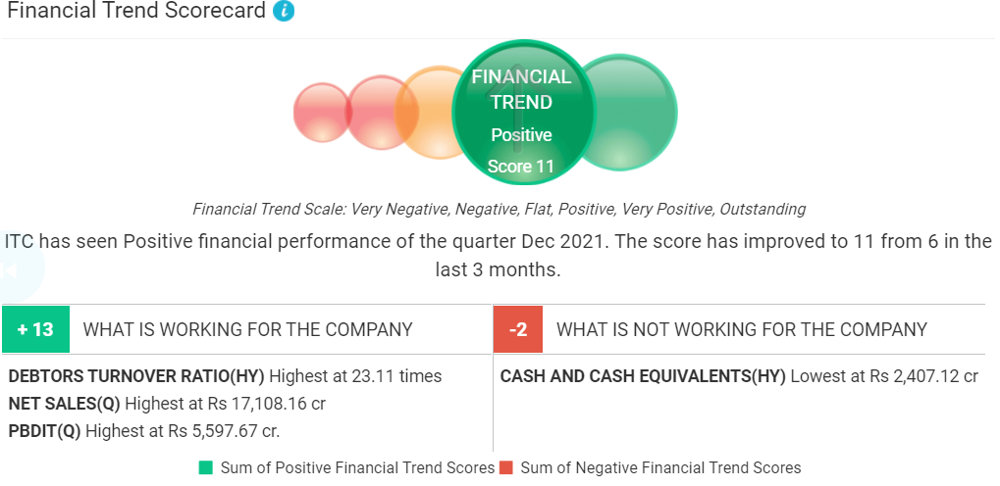 Financial Trend Scorecard i
FINANCIAL
TREND
Positive
Score 11
Financial Trend Scale: Very Negative, Negative, Flat, Positive, Very Positive, Outstanding
ITC has seen Positive financial performance of the quarter Dec 2021. The score has improved to 11 from 6 in the
last 3 months.
+ 13 WHAT IS WORKING FOR THE COMPANY
DEBTORS TURNOVER RATIO(HY) Highest at 23.11 times
NET SALES(Q) Highest at Rs 17,108.16 cr
PBDIT(Q) Highest at Rs 5,597.67 cr.
-2 WHAT IS NOT WORKING FOR THE COMPANY
CASH AND CASH EQUIVALENTS(HY) Lowest at Rs 2,407.12 cr
Sum of Positive Financial Trend Scores Sum of Negative Financial Trend Scores